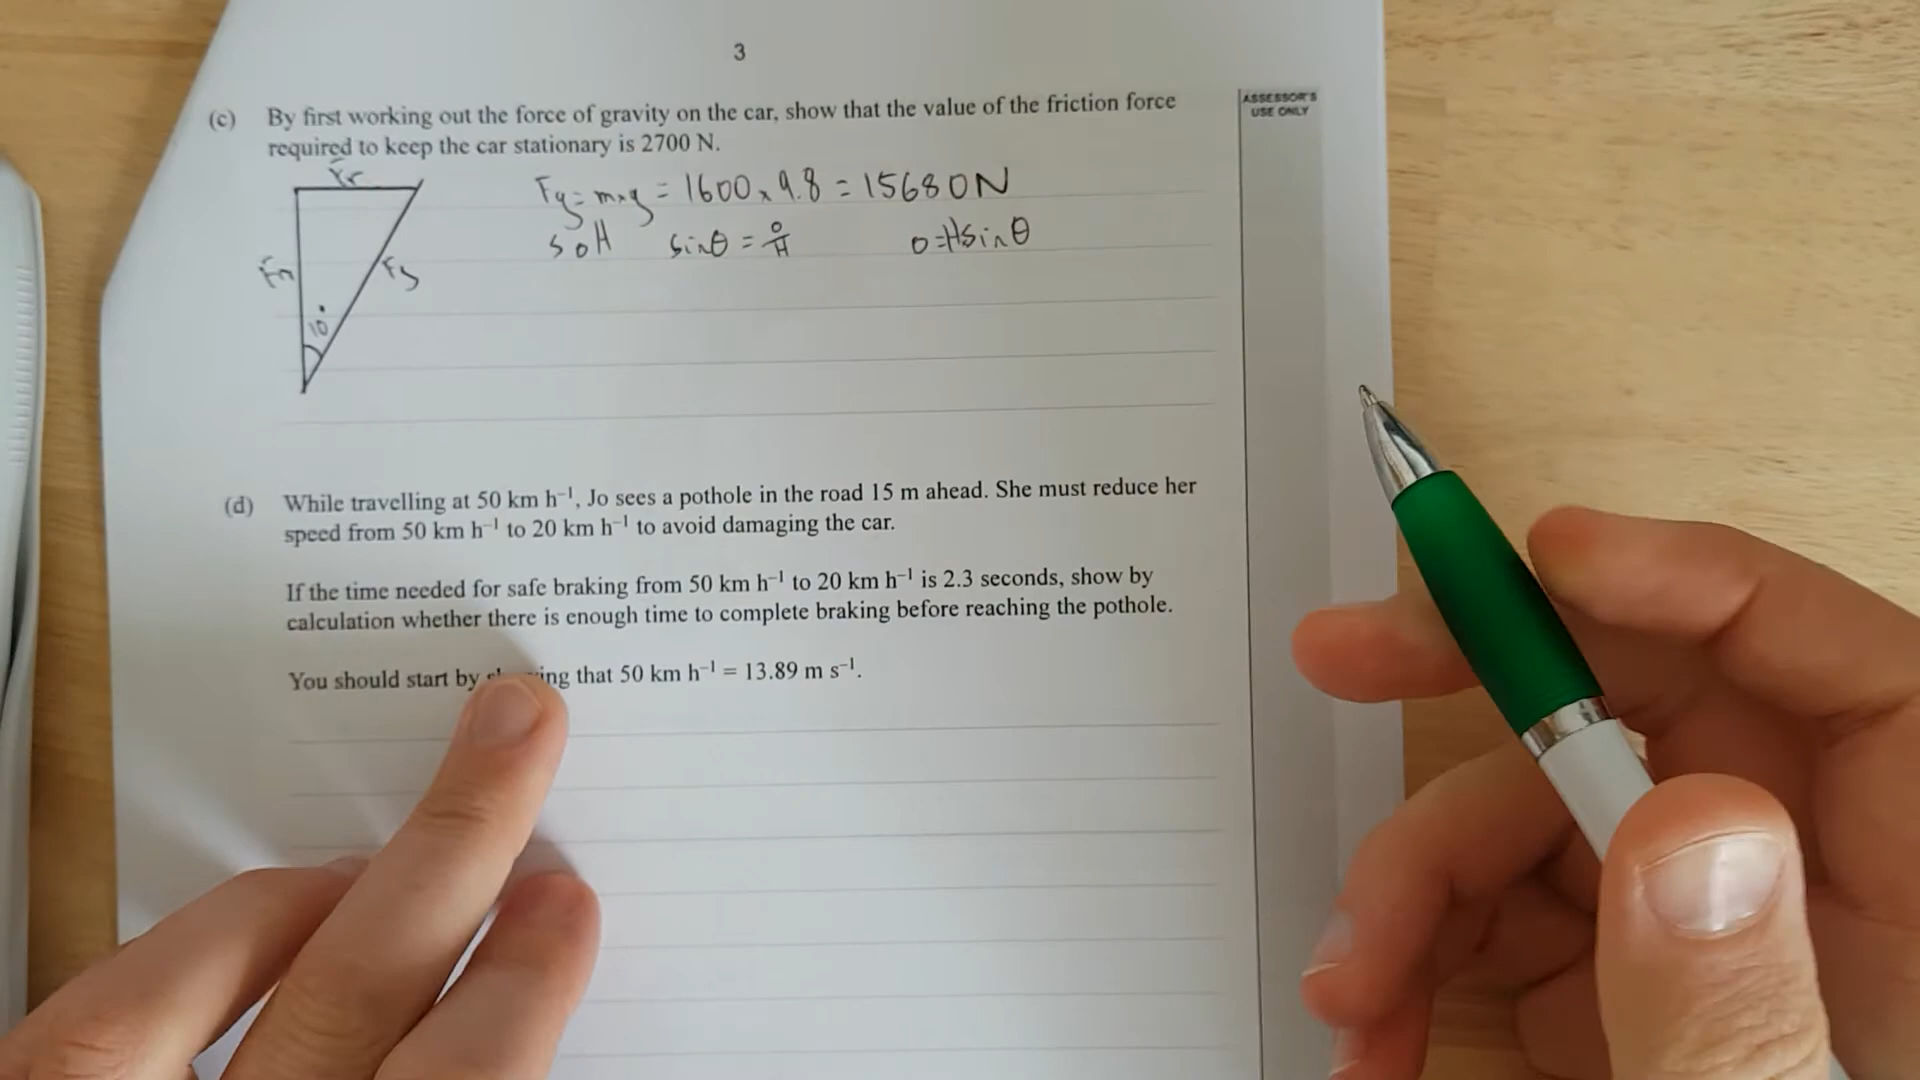 3
ASSESSOR'S
USE ONLY
(c) By first working out the force of gravity on the car, show that the value of the friction force
required to keep the car stationary is 2700 N.
Fr
Fg = m×g = 1600 × 9.8 = 15680N
SOH sinθ = O/H O=Hsinθ
Fn
Fg
10°
(d) While travelling at 50 km h⁻¹, Jo sees a pothole in the road 15 m ahead. She must reduce her
speed from 50 km h⁻¹ to 20 km h⁻¹ to avoid damaging the car.
If the time needed for safe braking from 50 km h⁻¹ to 20 km h⁻¹ is 2.3 seconds, show by
calculation whether there is enough time to complete braking before reaching the pothole.
You should start by that 50 km h⁻¹ = 13.89 m s⁻¹.